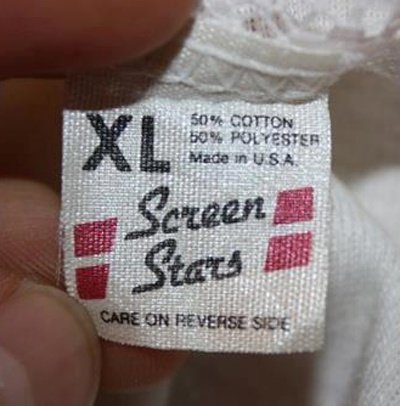 XL
50% COTTON
50% POLYESTER
Made in U.S.A.
Screen
Stars
CARE ON REVERSE SIDE